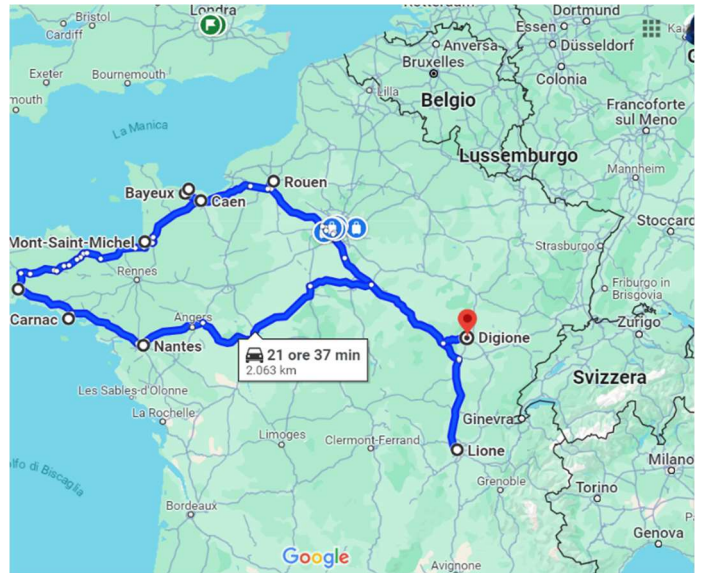 Londra
Bristol
Cardiff
Dortmund
Essen
Anversa
Düsseldorf
Bruxelles
Colonia
Exeter
Bournemouth
mouth
Lilla
Belgio
Francoforte
sul Meno
La Manica
Lussemburgo
Mannheim
Rouen
Bayeux
Caen
Stoccard
Mont-Saint-Michel
Strasburgo
Rennes
Friburgo in
Brisgovia
Carnac
Angers
Zurigo
Digione
Nantes
21 ore 37 min
2.063 km
Svizzera
Les Sables-d'Olonne
La Rochelle
Ginevra
Limoges
Clermont-Ferrand
Lione
Milano
lfo di Biscaglia
Grenoble
Torino
Bordeaux
Genova
Google
Avignone